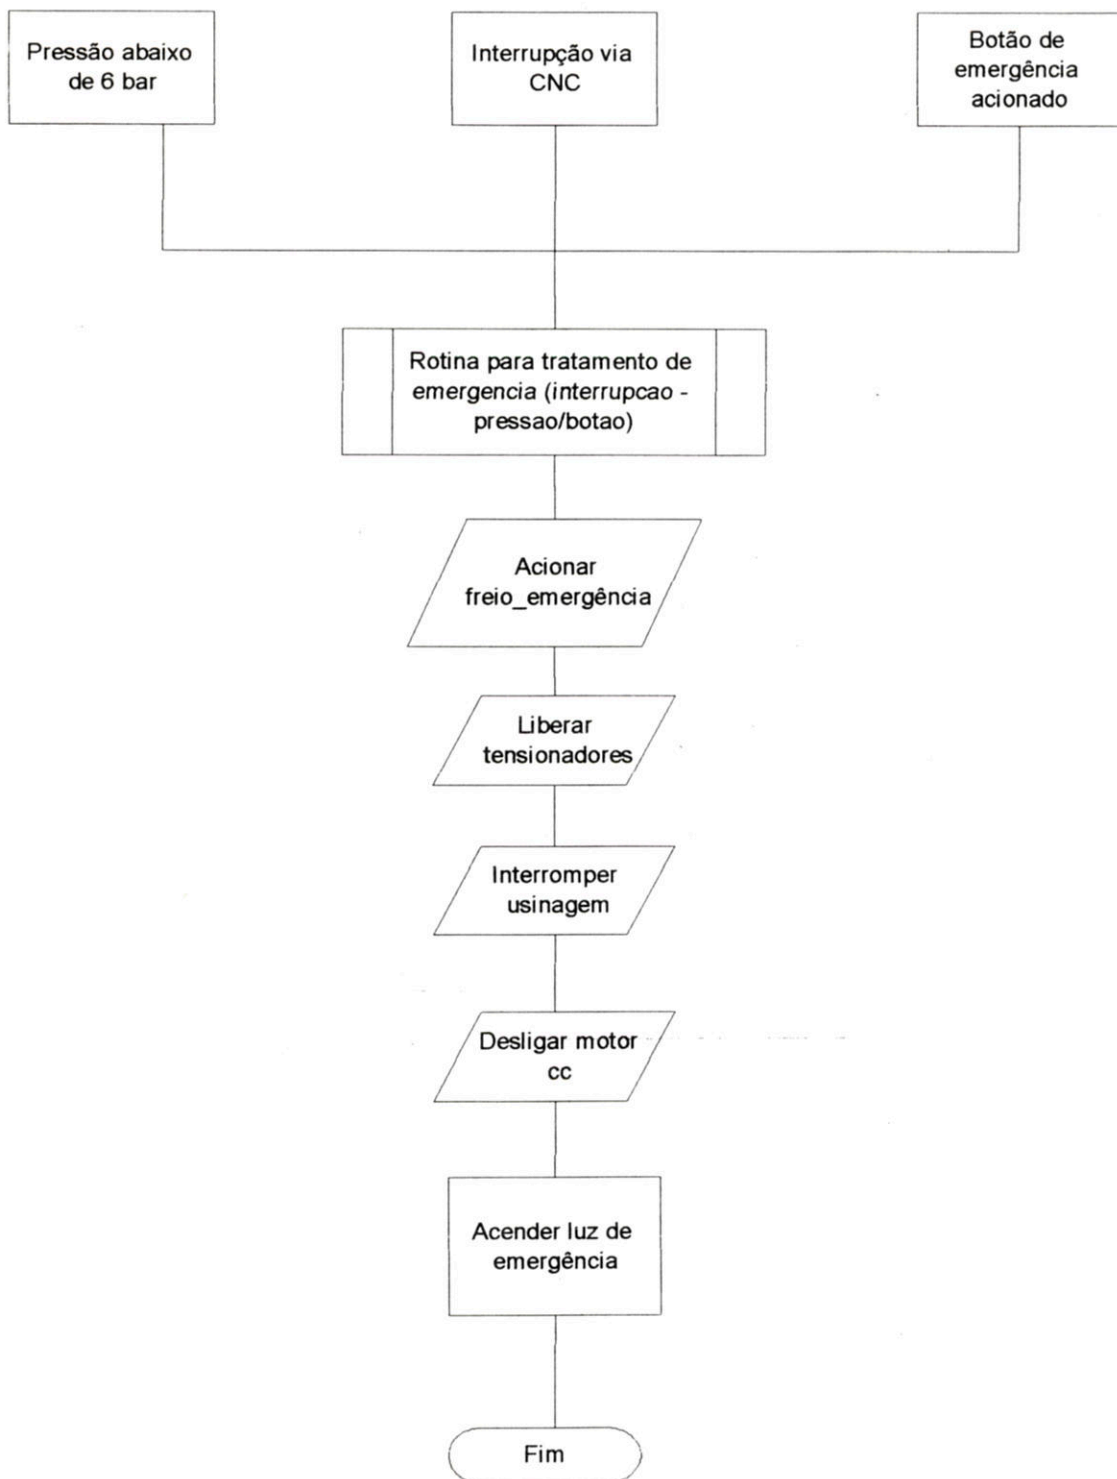 Pressão abaixo
de 6 bar
Interrupção via
CNC
Botão de
emergência
acionado
Rotina para tratamento de
emergencia (interrupcao -
pressao/botao)
Acionar
freio_emergência
Liberar
tensionadores
Interromper
usinagem
Desligar motor
cc
Acender luz de
emergência
Fim